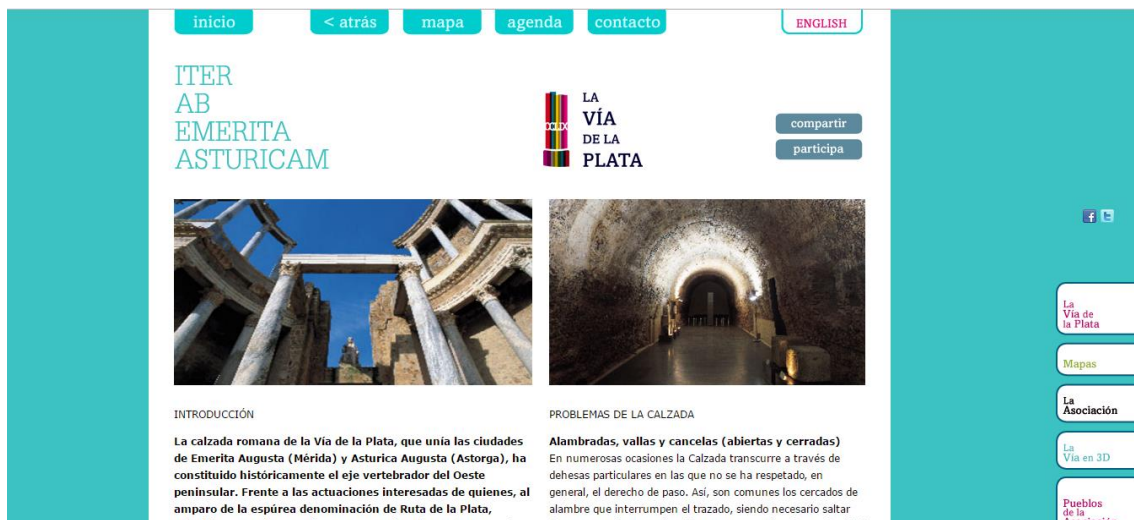 inicio
< atrás
mapa
agenda
contacto
ENGLISH
ITER
AB
EMERITA
ASTURICAM
LA
VÍA
DE LA
PLATA
compartir
participa
INTRODUCCIÓN
La calzada romana de la Vía de la Plata, que unía las ciudades
de Emerita Augusta (Mérida) y Asturica Augusta (Astorga), ha
constituido históricamente el eje vertebrador del Oeste
peninsular. Frente a las actuaciones interesadas de quienes, al
amparo de la espúrea denominación de Ruta de la Plata,
PROBLEMAS DE LA CALZADA
Alambradas, vallas y cancelas (abiertas y cerradas)
En numerosas ocasiones la Calzada transcurre a través de
dehesas particulares en las que no se ha respetado, en
general, el derecho de paso. Así, son comunes los cercados de
alambre que interrumpen el trazado, siendo necesario saltar
La
Vía de
la Plata
Mapas
La
Asociación
La
Vía en 3D
Pueblos
de la